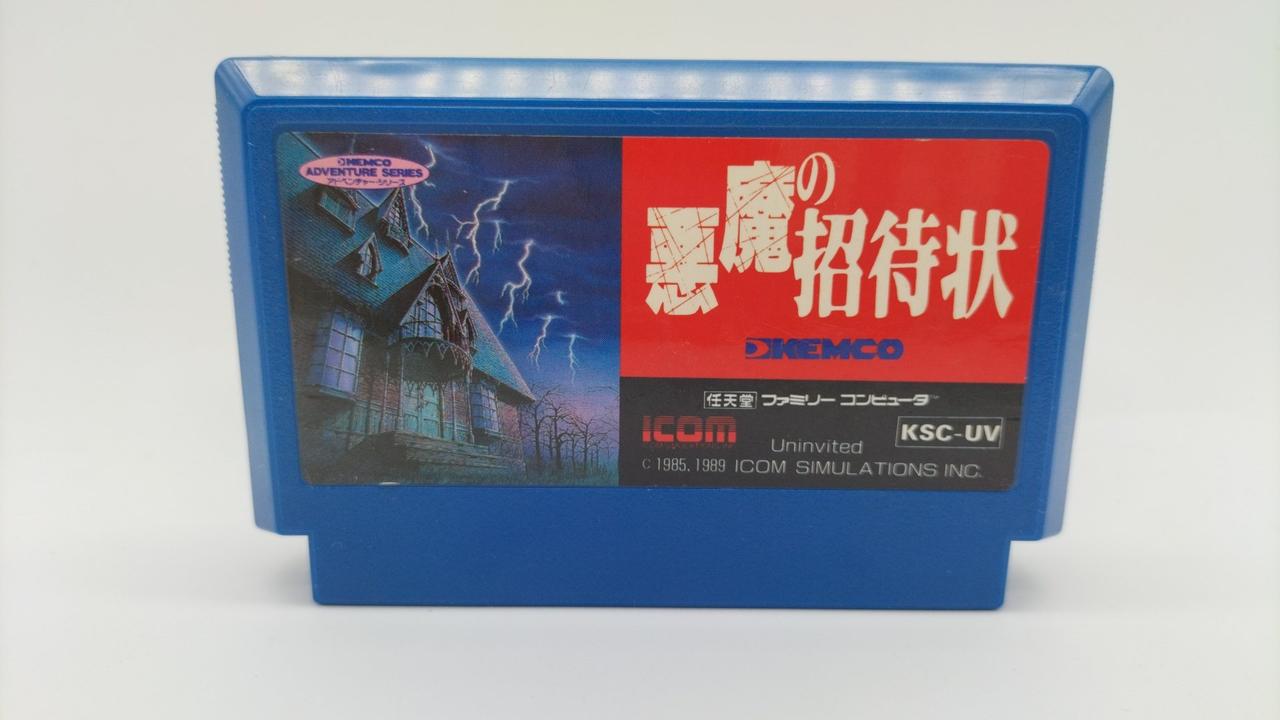 KEMCO
ADVENTURE SERIES
アドベンチャー・シリーズ
悪魔の招待状
KEMCO
任天堂 ファミリー コンピュータ™
ICOM
KSC-UV
Uninvited
© 1985, 1989 ICOM SIMULATIONS INC.